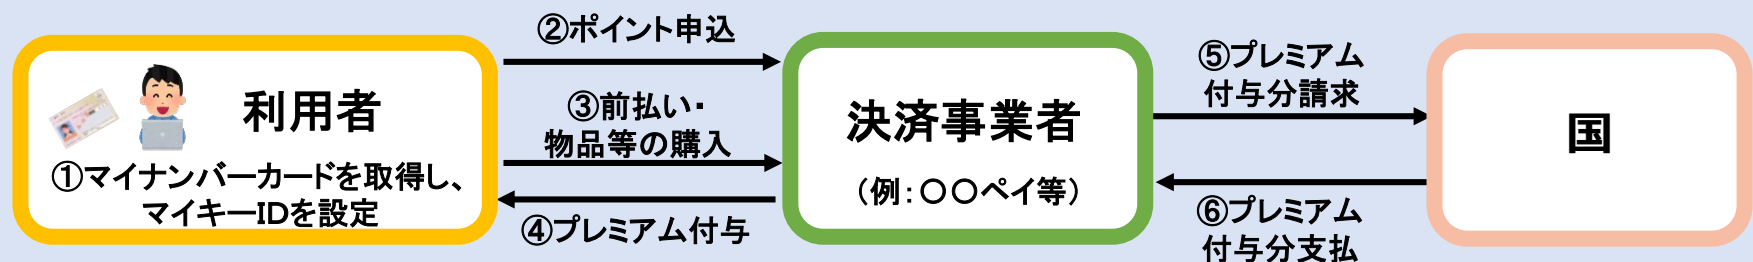 利用者
①マイナンバーカードを取得し、
マイキーIDを設定
②ポイント申込
③前払い・
物品等の購入
④プレミアム付与
決済事業者
（例：〇〇ペイ等）
⑤プレミアム
付与分請求
⑥プレミアム
付与分支払
国